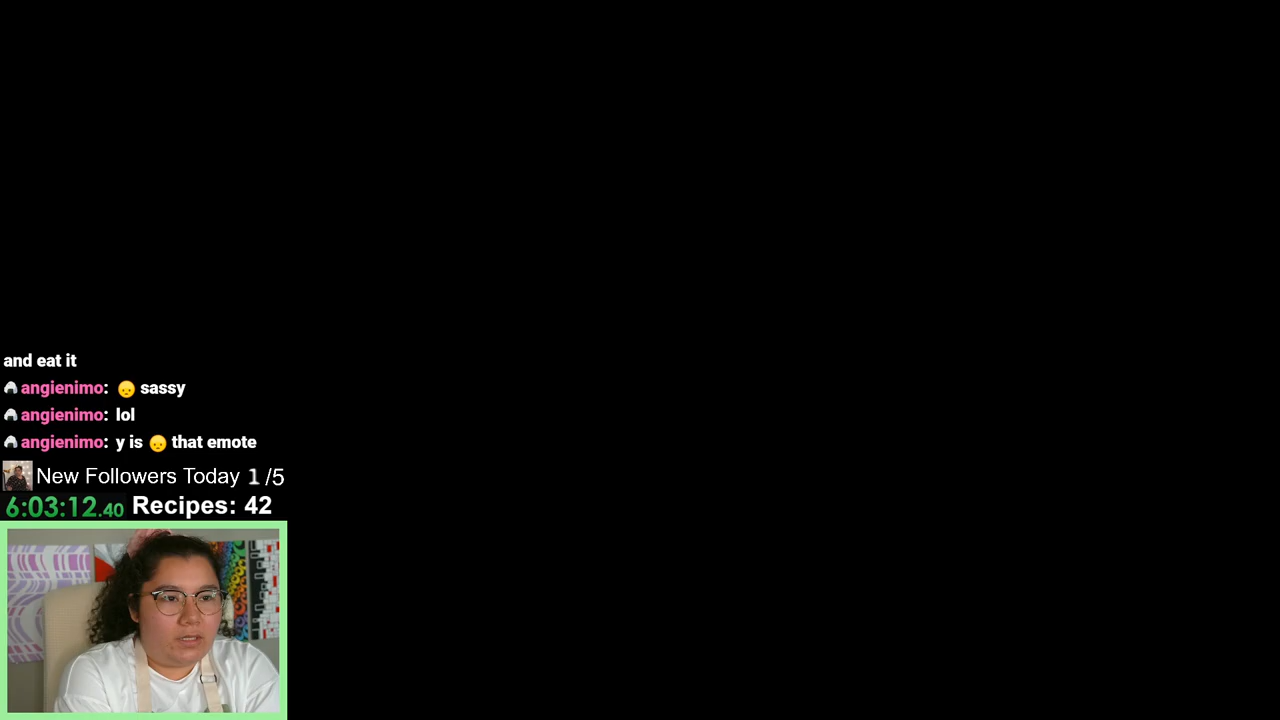 and eat it
angienimo: 😞 sassy
angienimo: lol
angienimo: y is 😞 that emote
New Followers Today 1 /5
6:03:12.40 Recipes: 42